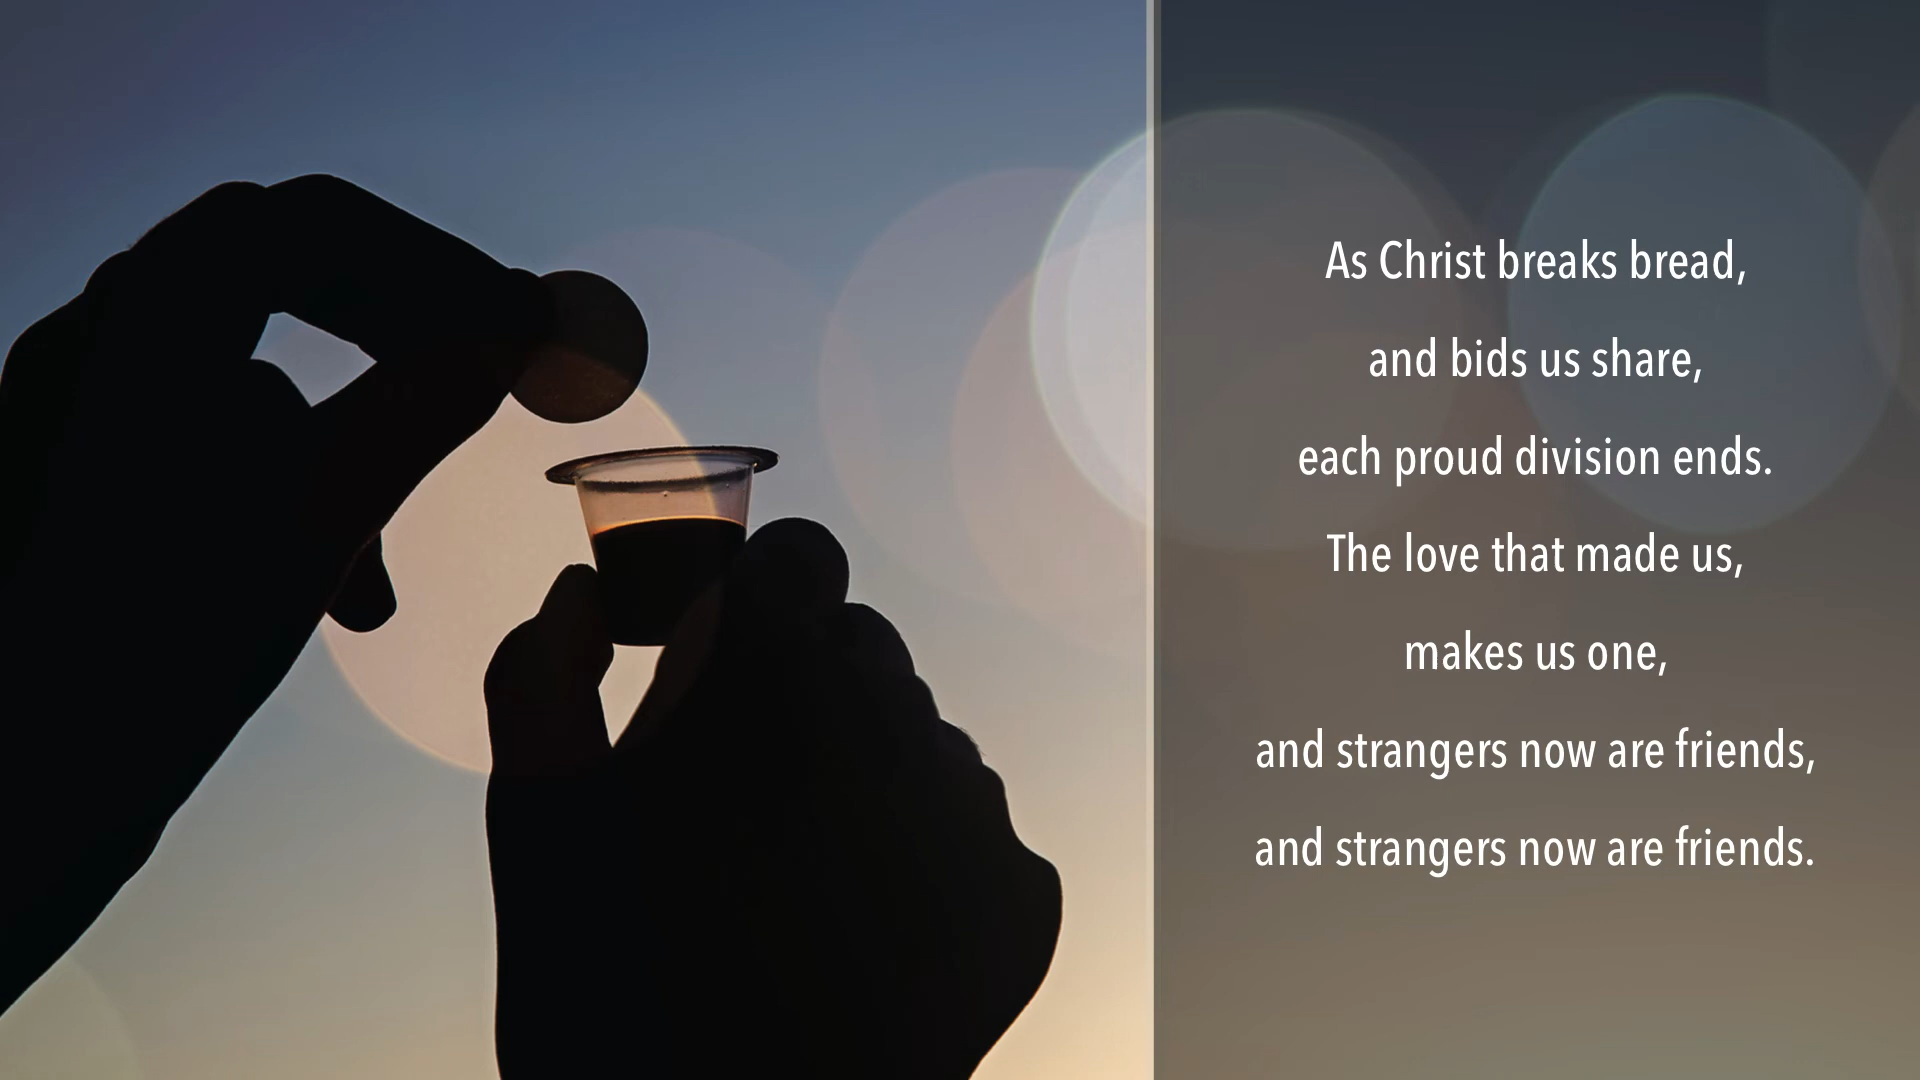 As Christ breaks bread,
and bids us share,
each proud division ends.
The love that made us,
makes us one,
and strangers now are friends,
and strangers now are friends.